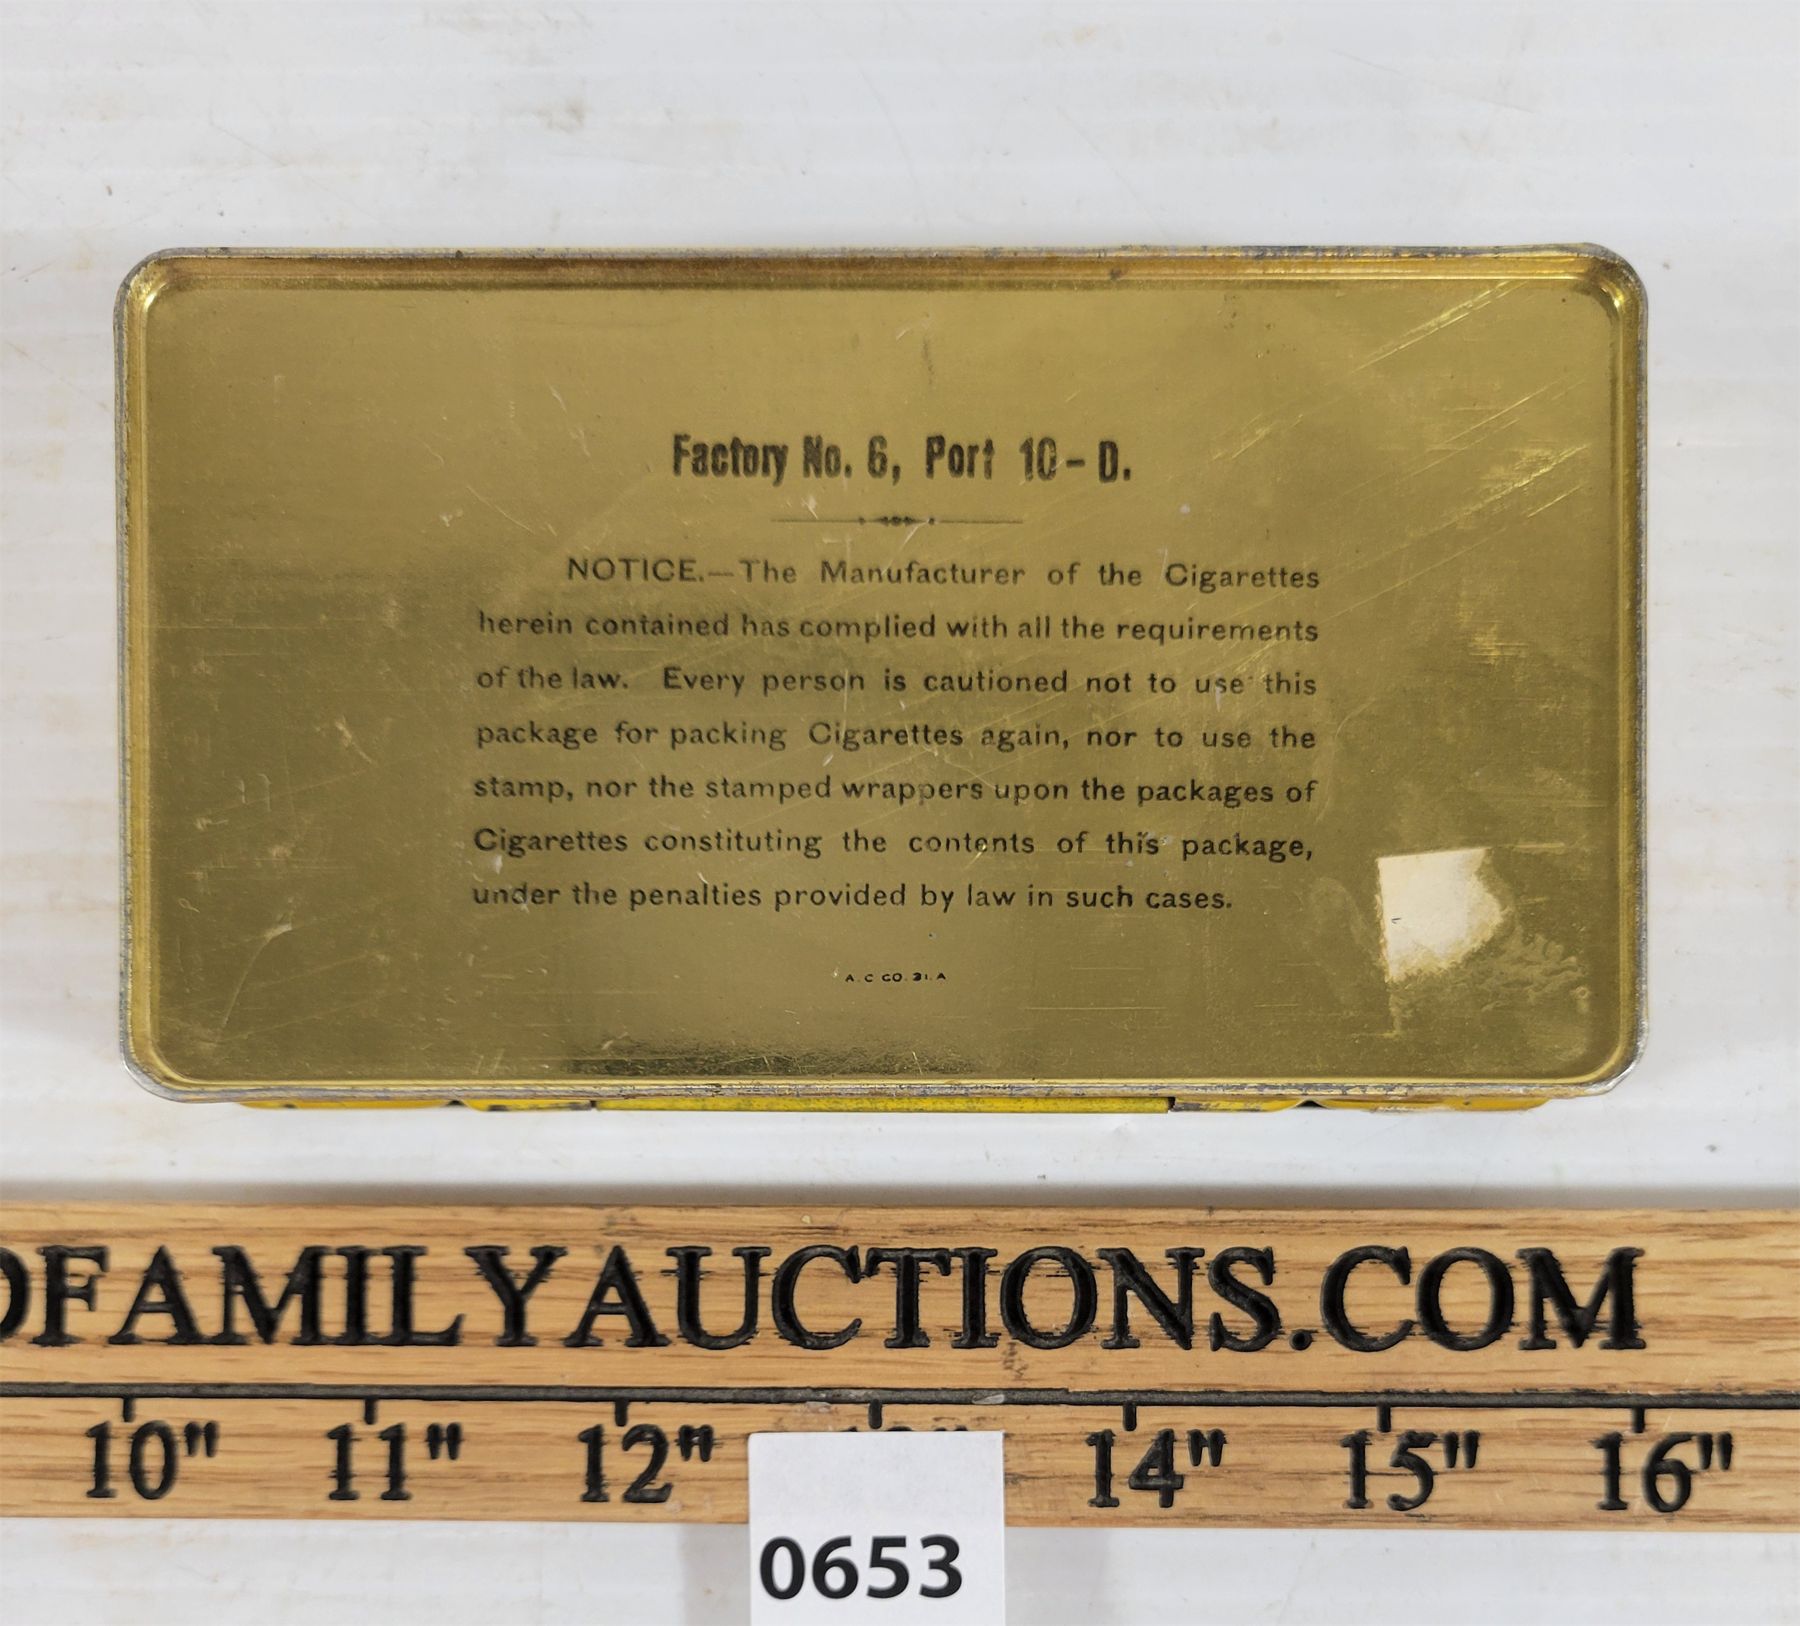 Factory No. 6, Port 10 - D.
NOTICE.—The Manufacturer of the Cigarettes
herein contained has complied with all the requirements
of the law. Every person is cautioned not to use this
package for packing Cigarettes again, nor to use the
stamp, nor the stamped wrappers upon the packages of
Cigarettes constituting the contents of this package,
under the penalties provided by law in such cases.
A. C CO. 31. A
FAMILYAUCTIONS.COM
10" 11" 12" 14" 15" 16"
0653